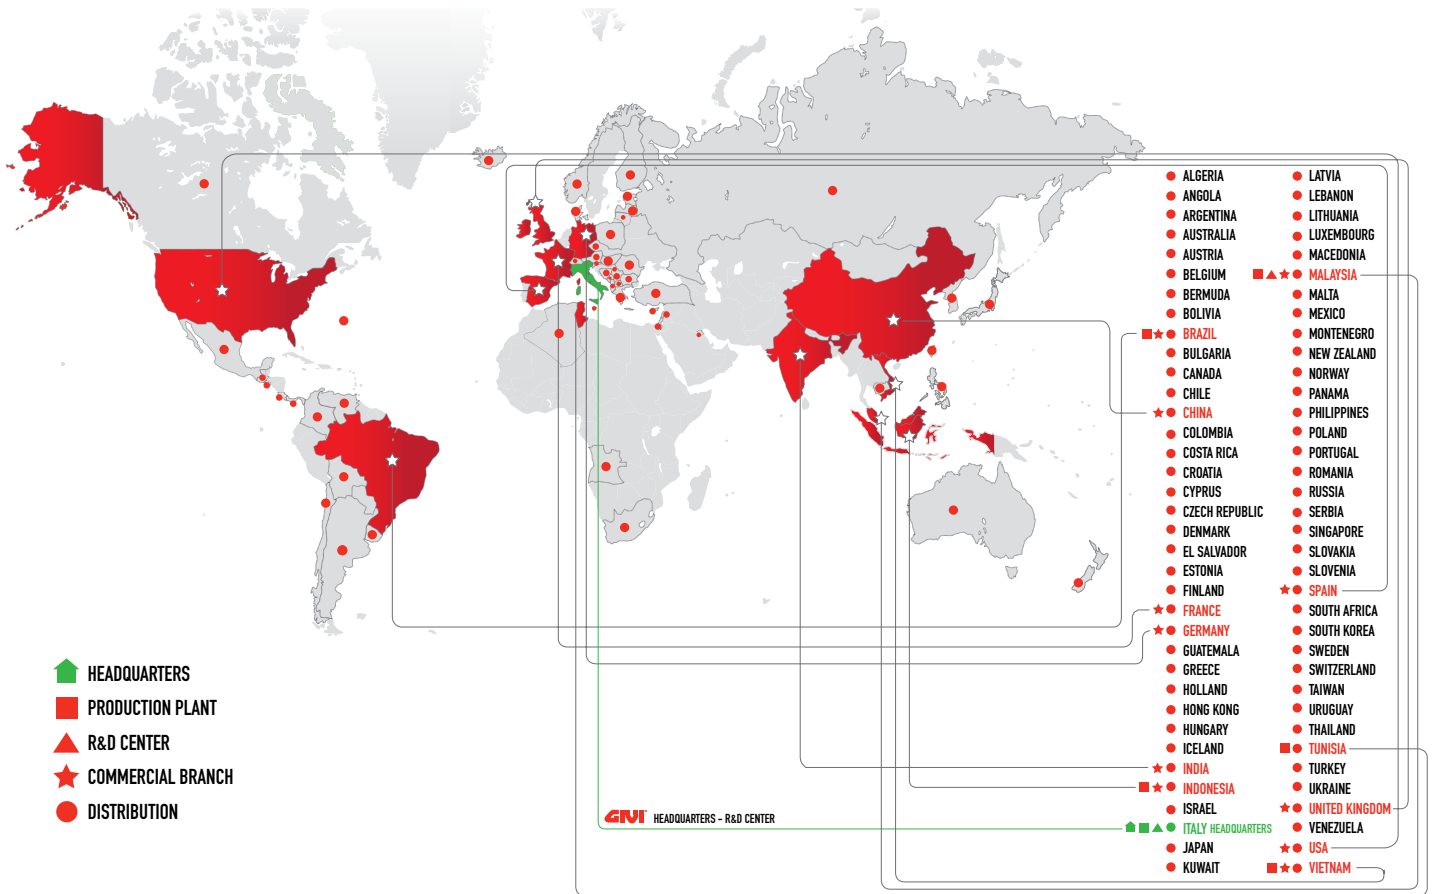 HEADQUARTERS
PRODUCTION PLANT
R&D CENTER
COMMERCIAL BRANCH
DISTRIBUTION
GIVI HEADQUARTERS - R&D CENTER
ALGERIA
ANGOLA
ARGENTINA
AUSTRALIA
AUSTRIA
BELGIUM
BERMUDA
BOLIVIA
BRAZIL
BULGARIA
CANADA
CHILE
CHINA
COLOMBIA
COSTA RICA
CROATIA
CYPRUS
CZECH REPUBLIC
DENMARK
EL SALVADOR
ESTONIA
FINLAND
FRANCE
GERMANY
GUATEMALA
GREECE
HOLLAND
HONG KONG
HUNGARY
ICELAND
INDIA
INDONESIA
ISRAEL
ITALY HEADQUARTERS
JAPAN
KUWAIT
LATVIA
LEBANON
LITHUANIA
LUXEMBOURG
MACEDONIA
MALAYSIA
MALTA
MEXICO
MONTENEGRO
NEW ZEALAND
NORWAY
PANAMA
PHILIPPINES
POLAND
PORTUGAL
ROMANIA
RUSSIA
SERBIA
SINGAPORE
SLOVAKIA
SLOVENIA
SPAIN
SOUTH AFRICA
SOUTH KOREA
SWEDEN
SWITZERLAND
TAIWAN
URUGUAY
THAILAND
TUNISIA
TURKEY
UKRAINE
UNITED KINGDOM
VENEZUELA
USA
VIETNAM